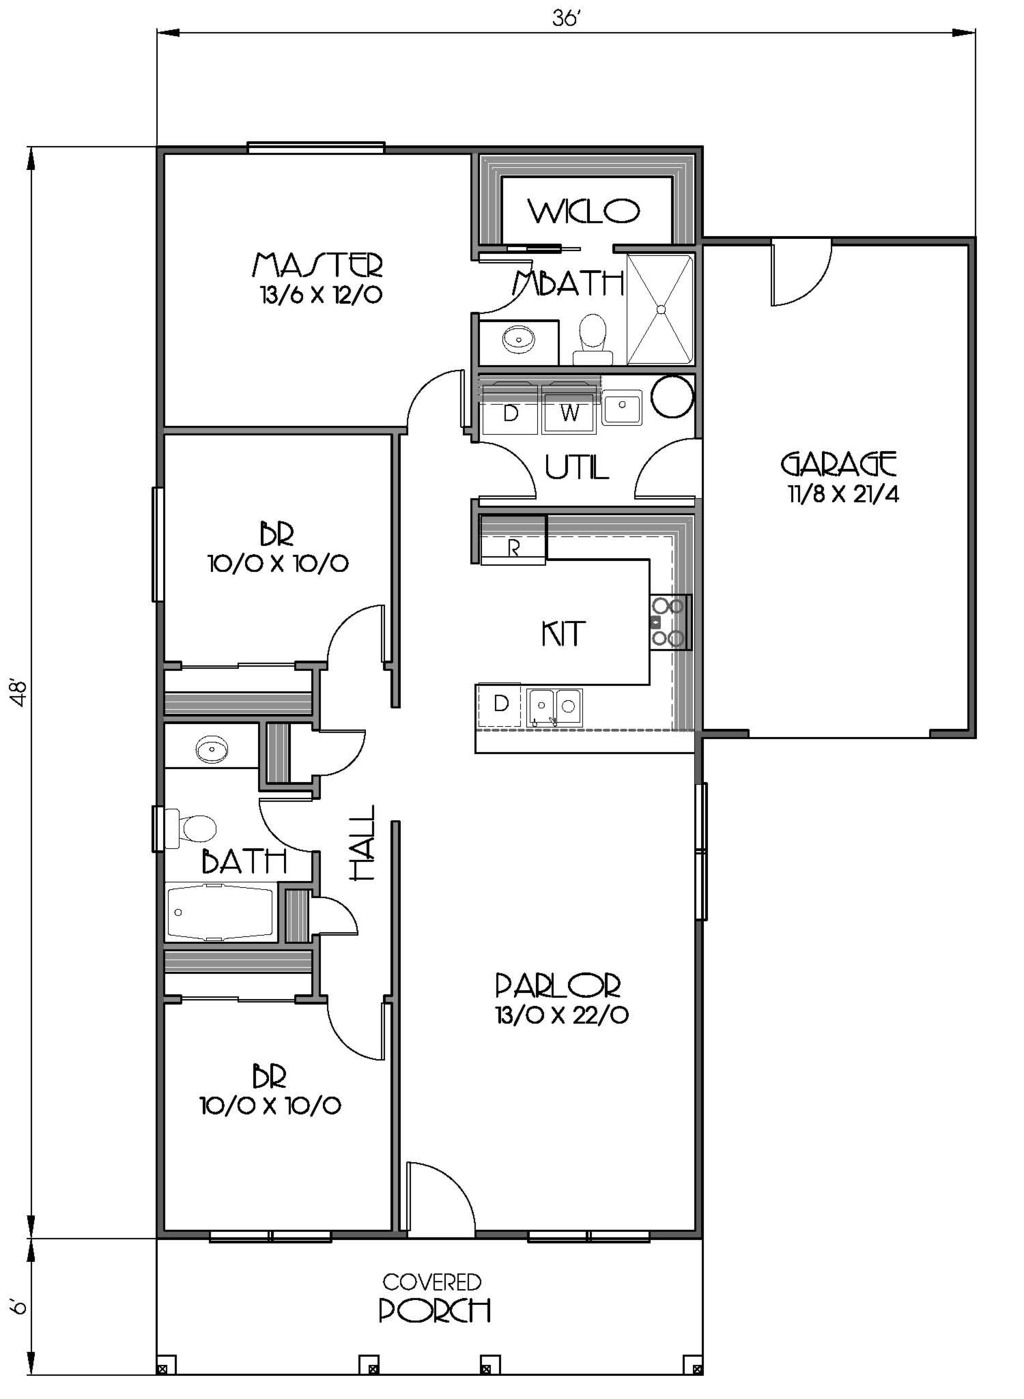 36'
WICLO
MASTER
13/6 X 12/0
MBATH
D
W
UTIL
GARAGE
11/8 X 21/4
BR
10/0 X 10/0
R
KIT
48'
D
HALL
BATH
PARLOR
13/0 X 22/0
BR
10/0 X 10/0
COVERED
PORCH
6'